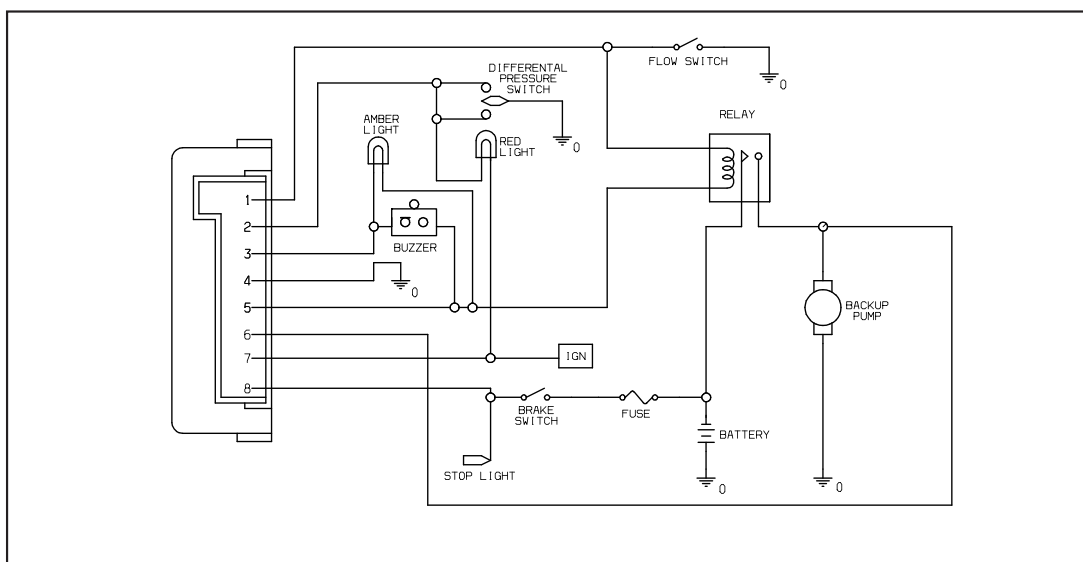 FLOW SWITCH
0
DIFFERENTAL
PRESSURE
SWITCH
0
RELAY
AMBER
LIGHT
RED
LIGHT
1
2
3
4
5
6
7
8
BUZZER
0
IGN
BACKUP
PUMP
BRAKE
SWITCH
FUSE
BATTERY
STOP LIGHT
0
0